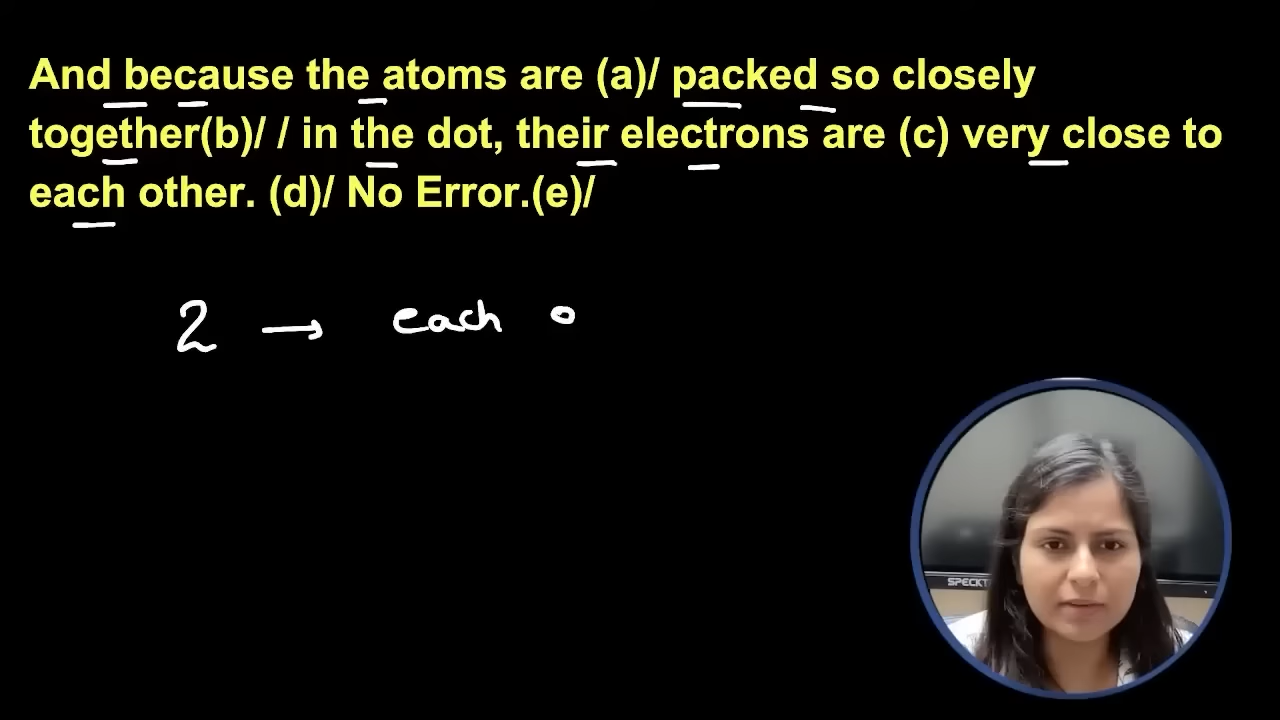 And because the atoms are (a)/ packed so closely
together(b)/ / in the dot, their electrons are (c) very close to
each other. (d)/ No Error.(e)/
2 → each o